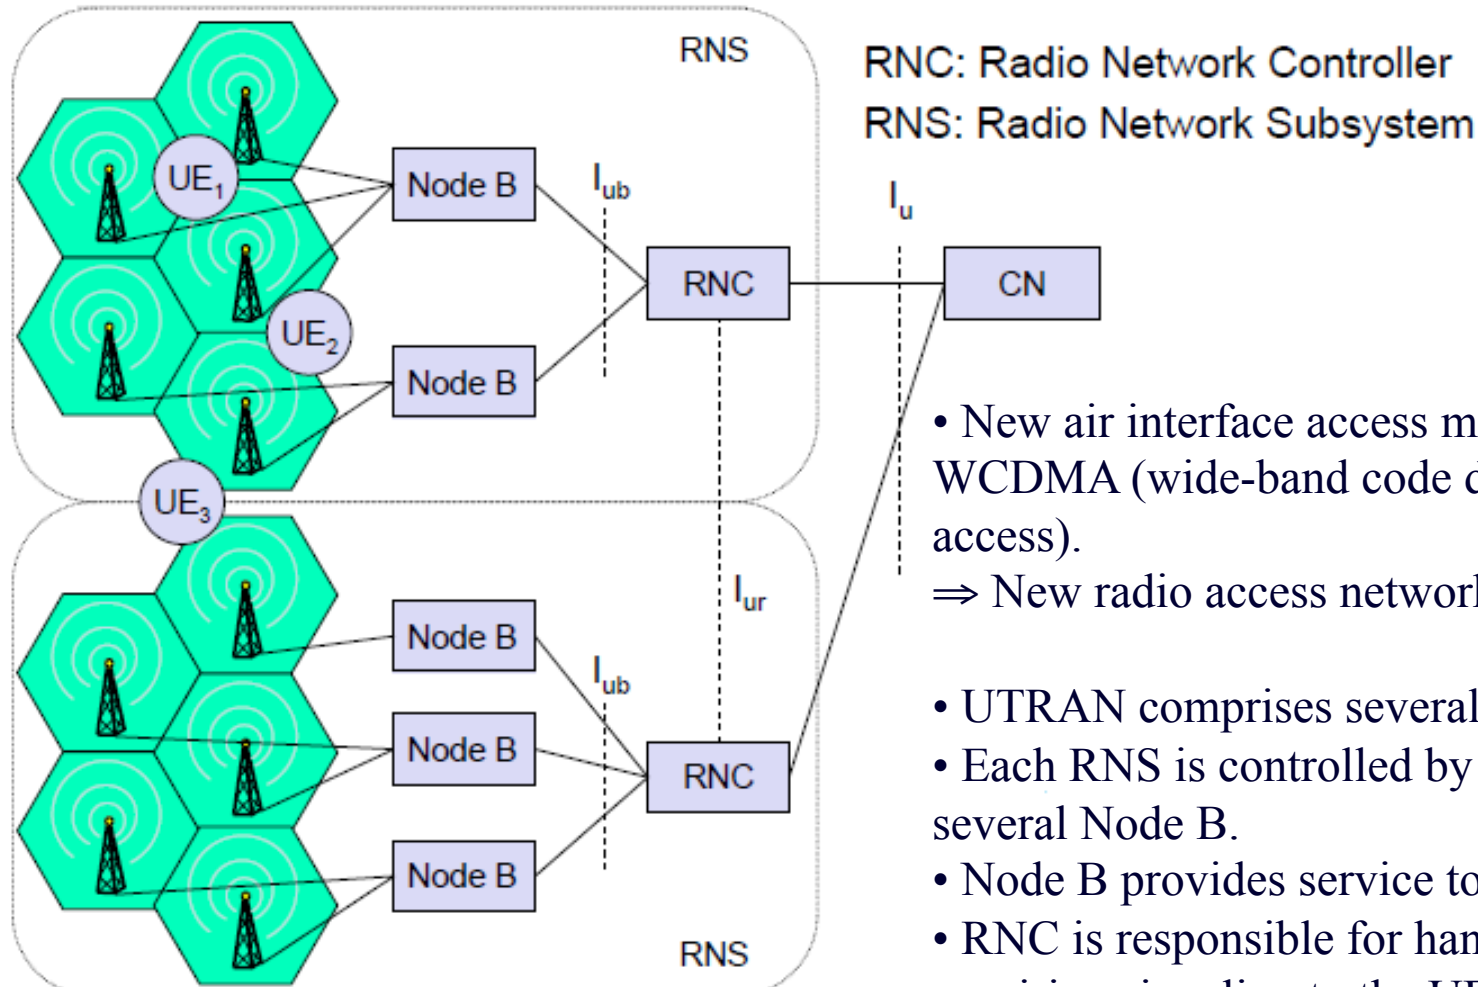 RNS
RNC: Radio Network Controller
RNS: Radio Network Subsystem
UE1
Node B
Iub
Iu
RNC
CN
UE2
Node B
• New air interface access
WCDMA (wide-band code
access).
⇒ New radio access network
UE3
Iur
Node B
Iub
• UTRAN comprises several
Node B
RNC
• Each RNS is controlled by
several Node B.
Node B
• Node B provides service to
RNS
• RNC is responsible for